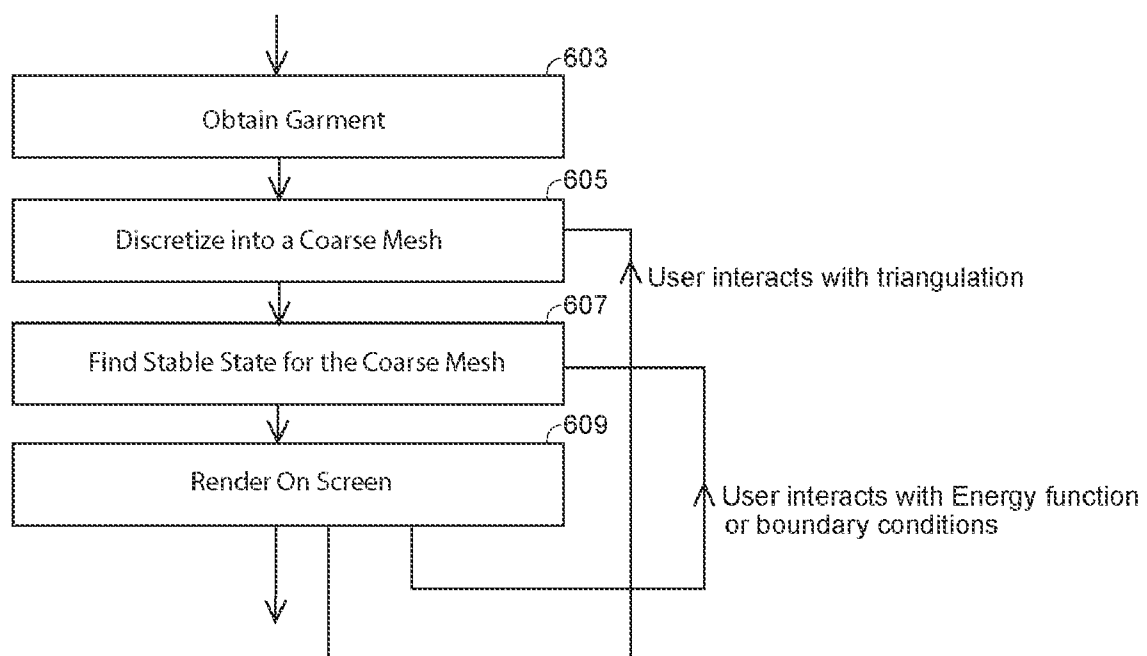 603
Obtain Garment
605
Discretize into a Coarse Mesh
User interacts with triangulation
607
Find Stable State for the Coarse Mesh
609
Render On Screen
User interacts with Energy function
or boundary conditions